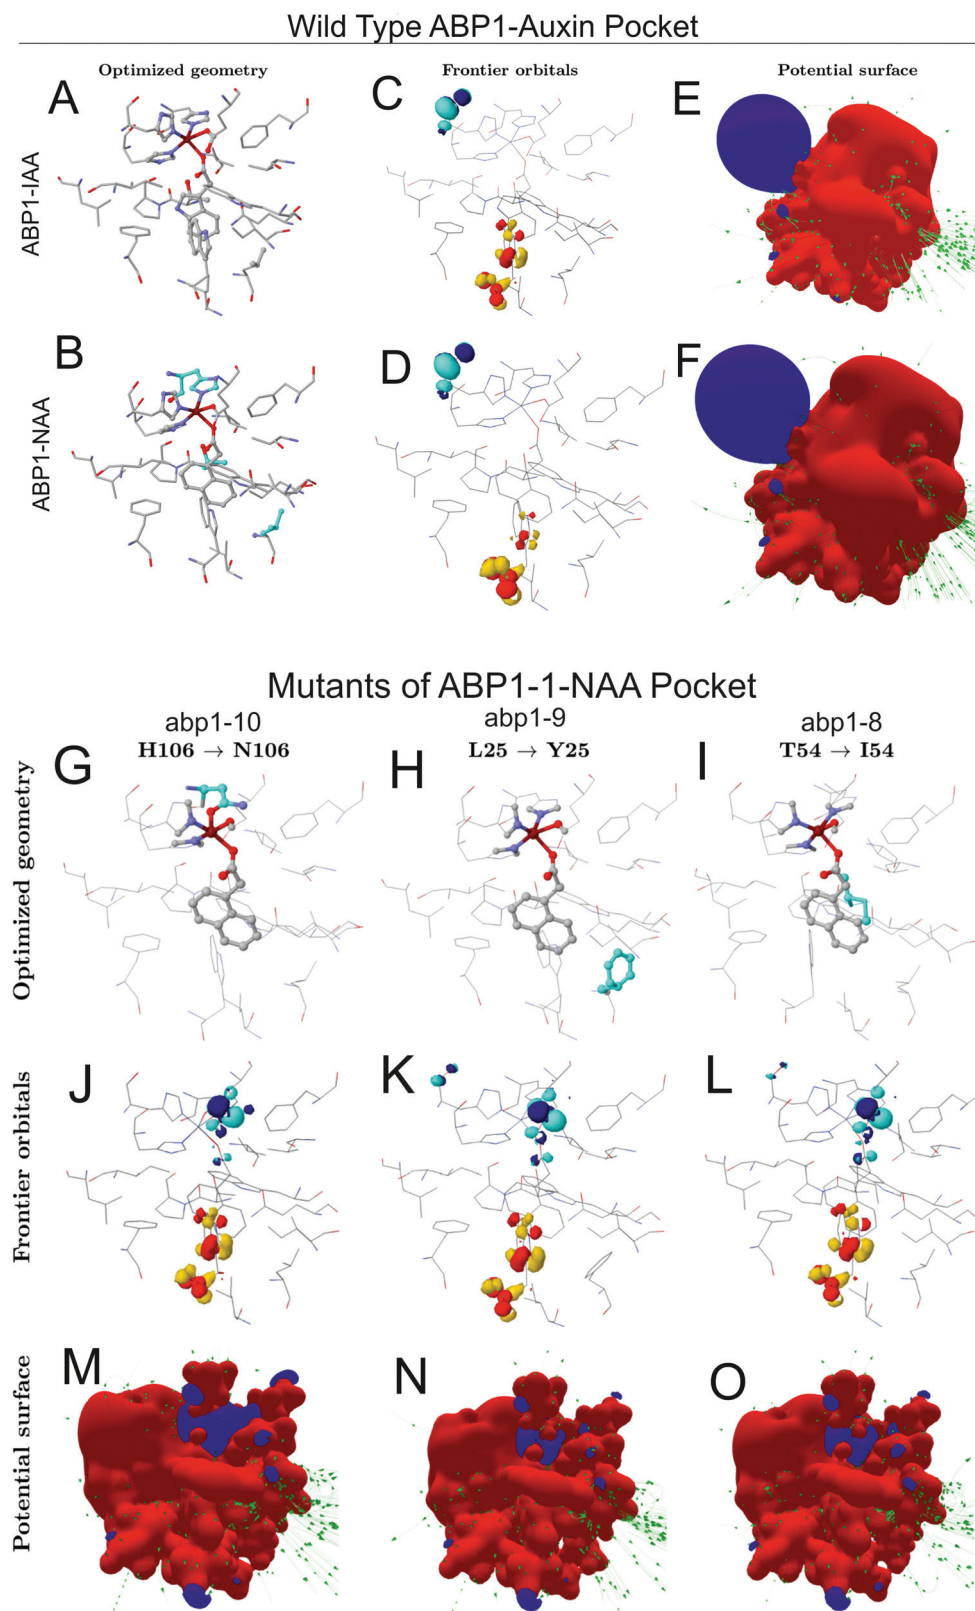 Wild Type ABP1-Auxin Pocket
Optimized geometry
Frontier orbitals
Potential surface
A
C
E
ABP1-IAA
B
D
F
ABP1-NAA
Mutants of ABP1-1-NAA Pocket
abp1-10
abp1-9
abp1-8
H106 → N106
L25 → Y25
T54 → I54
G
H
I
Optimized geometry
J
K
L
Frontier orbitals
M
N
O
Potential surface